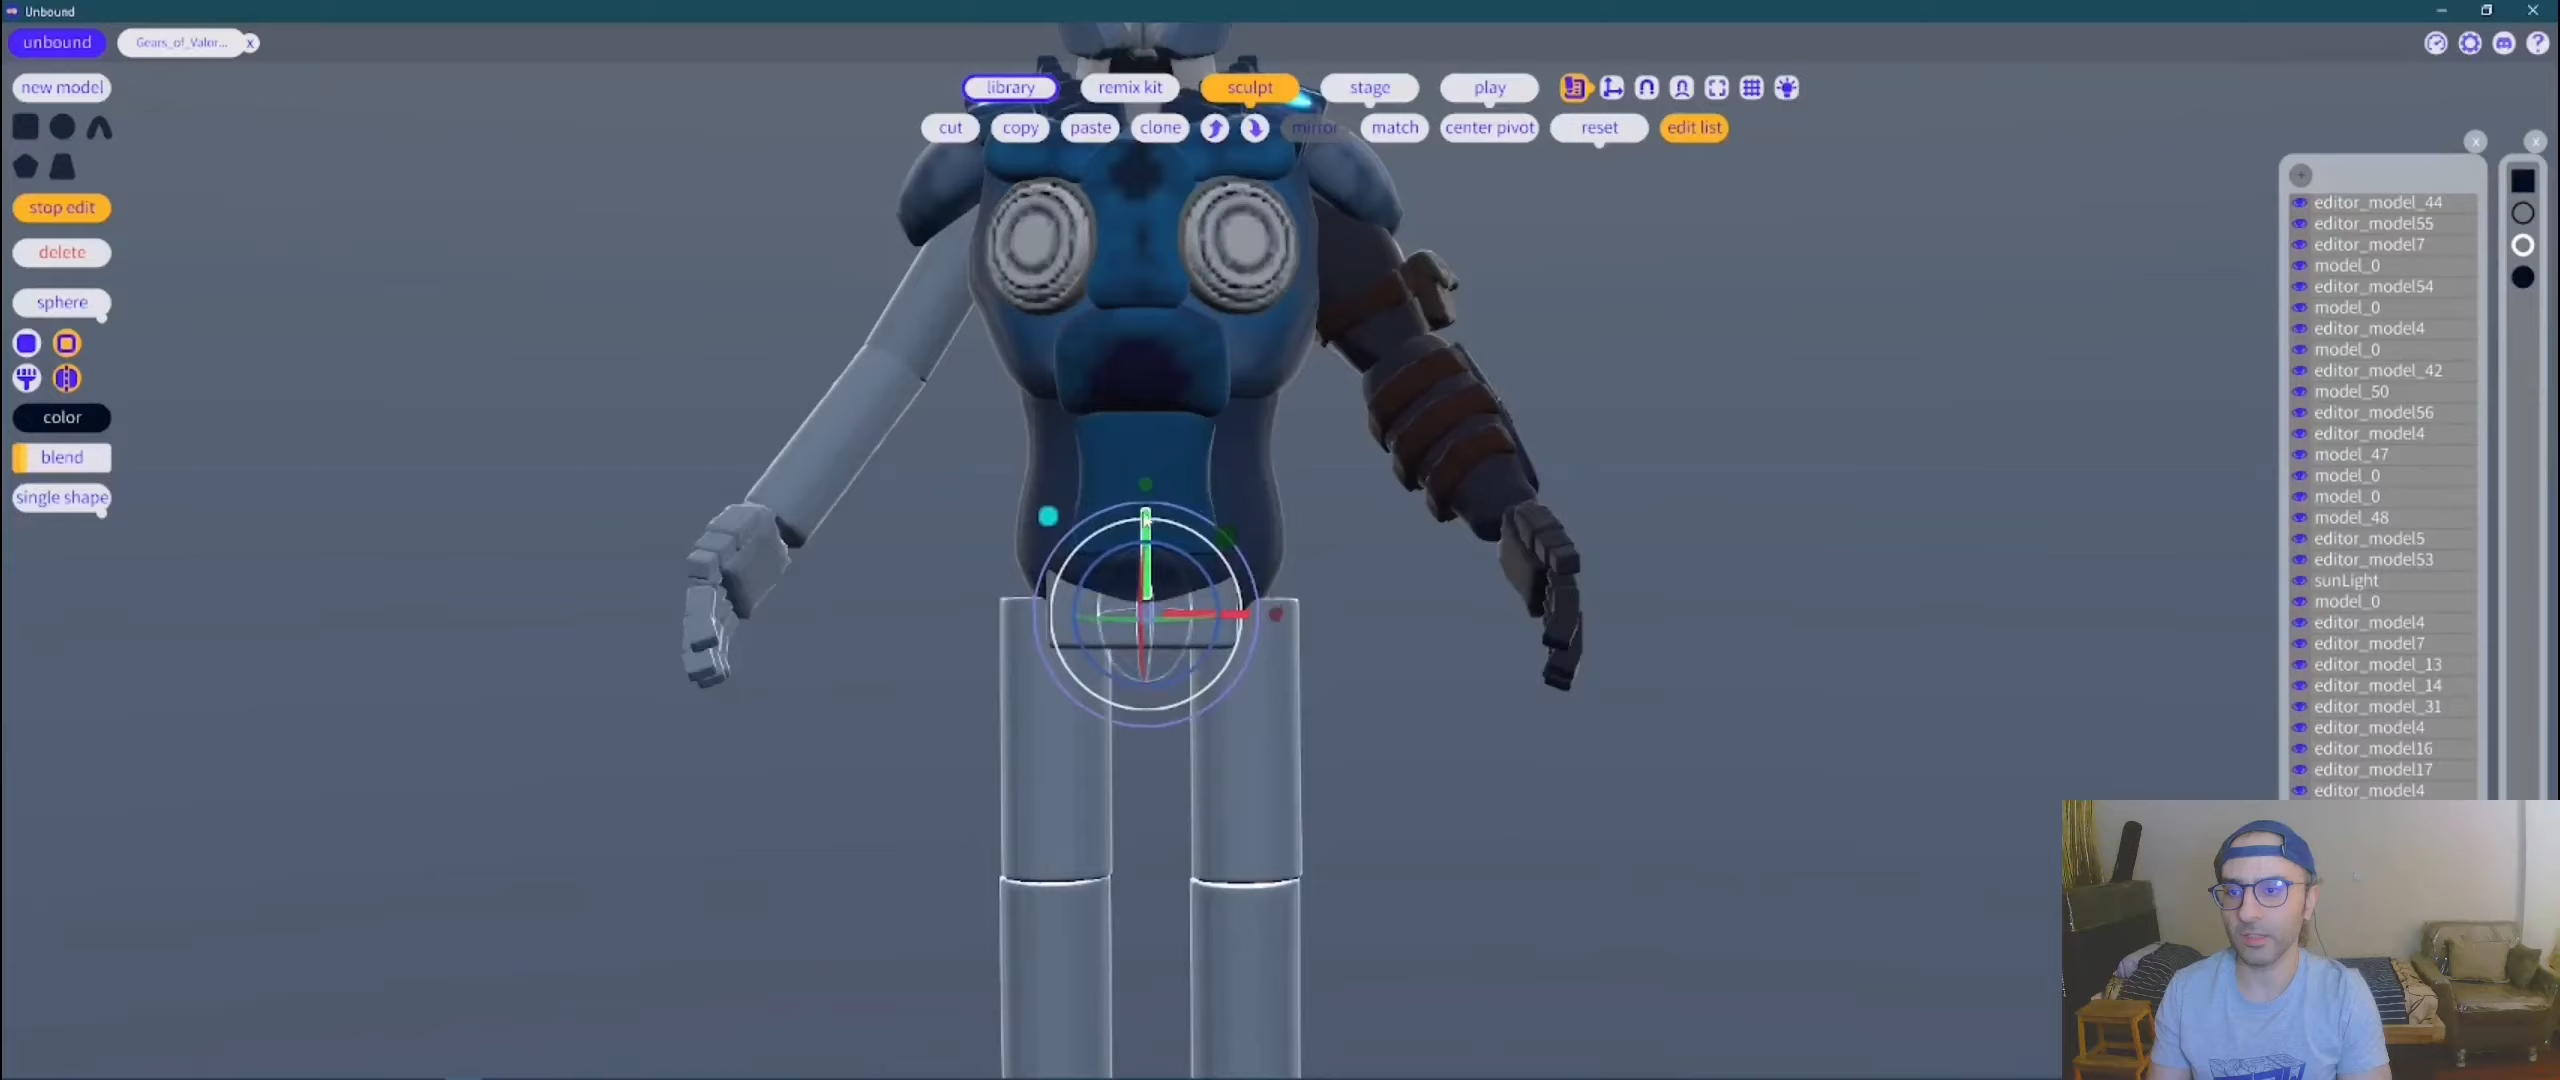 Unbound
unbound
Gears_of_Valor... x
new model
library
remix kit
sculpt
stage
play
cut
copy
paste
clone
mirror
match
center pivot
reset
edit list
stop edit
delete
sphere
color
blend
single shape
editor_model_44
editor_model55
editor_model7
model_0
editor_model54
model_0
editor_model4
model_0
editor_model_42
model_50
editor_model56
editor_model4
model_47
model_0
model_0
model_48
editor_model5
editor_model53
sunLight
model_0
editor_model4
editor_model7
editor_model_13
editor_model_14
editor_model_31
editor_model4
editor_model16
editor_model17
editor_model4